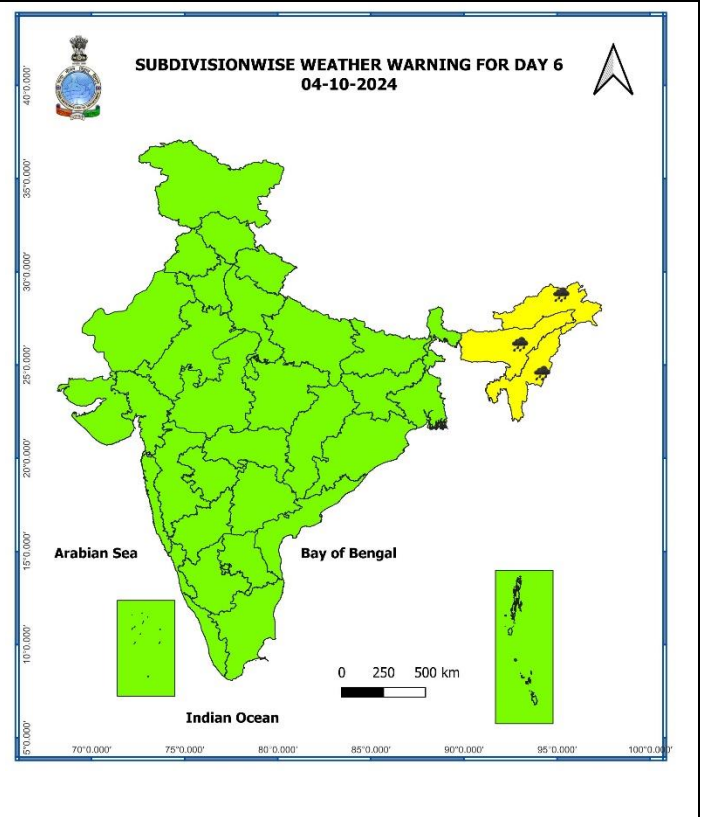 SUBDIVISIONWISE WEATHER WARNING FOR DAY 6
04-10-2024
40°0.000'
35°0.000'
30°0.000'
25°0.000'
20°0.000'
15°0.000'
10°0.000'
5°0.000'
Arabian Sea
Bay of Bengal
0 250 500 km
Indian Ocean
70°0.000' 75°0.000' 80°0.000' 85°0.000' 90°0.000' 95°0.000' 100°0.000'